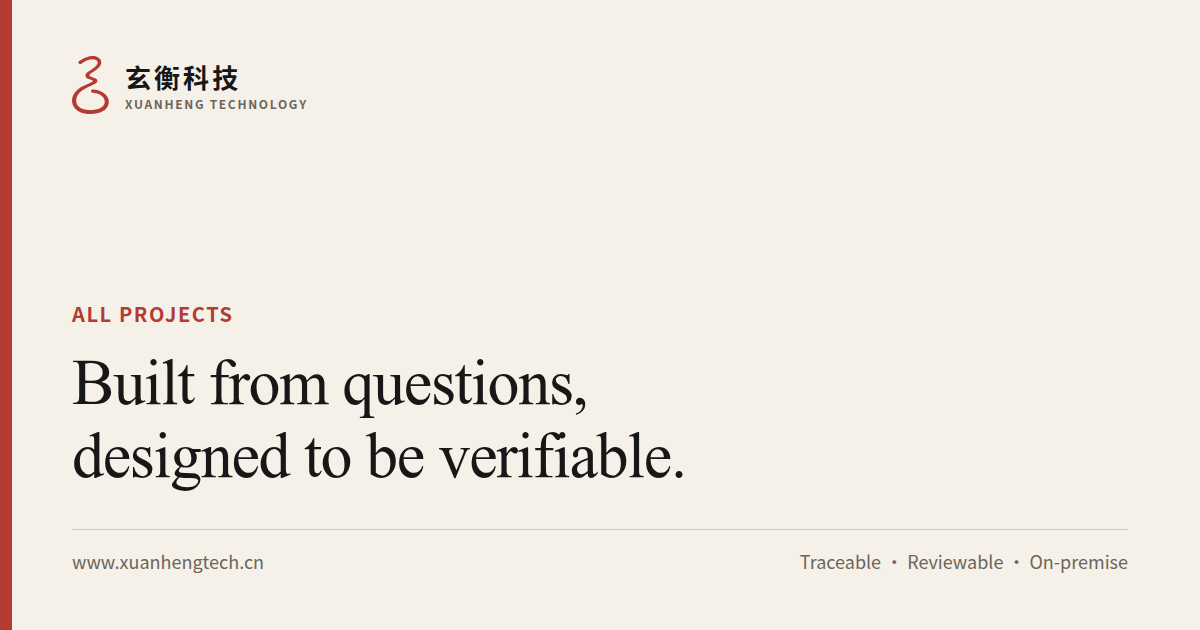 玄衡科技
XUANHENG TECHNOLOGY
ALL PROJECTS
Built from questions,
designed to be verifiable.
www.xuanhengtech.cn
Traceable • Reviewable • On-premise